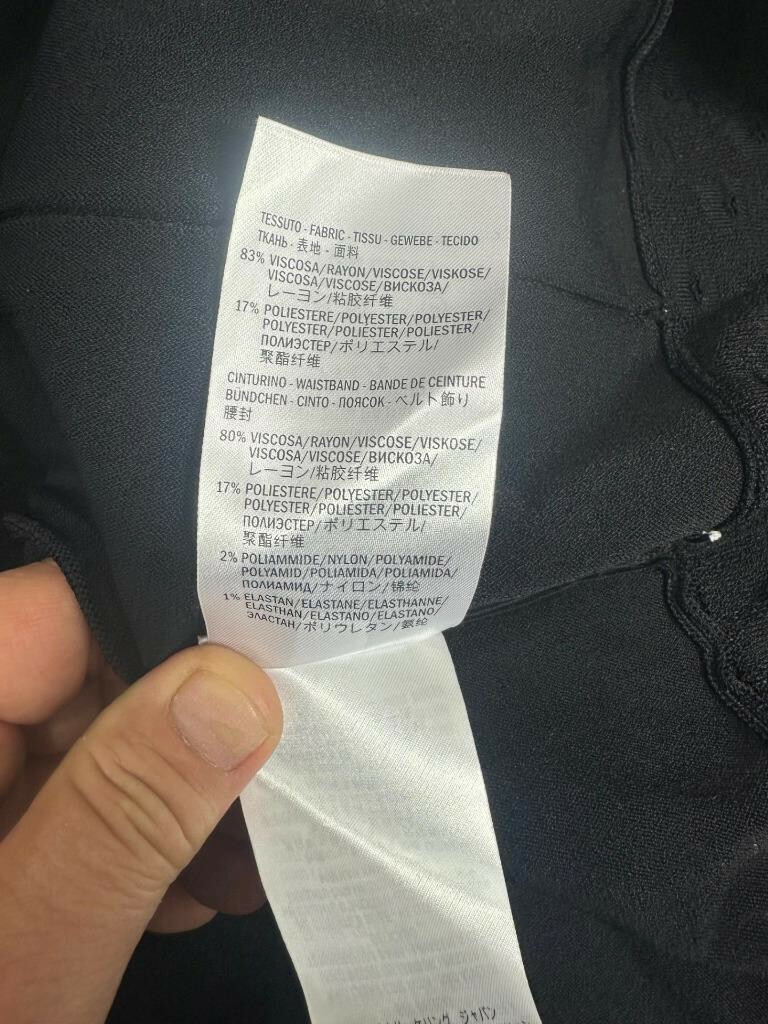 TESSUTO - FABRIC - TISSU - GEWEBE - TECIDO
ТКАНЬ - 表地 - 面料
83% VISCOSA/RAYON/VISCOSE/VISKOSE/
VISCOSA/VISCOSE/ВИСКОЗА/
レーヨン/粘胶纤维
17% POLIESTERE/POLYESTER/POLYESTER/
POLYESTER/POLIÉSTER/POLIESTER/
ПОЛИЭСТЕР/ポリエステル/
聚酯纤维
CINTURINO - WAISTBAND - BANDE DE CEINTURE
BÜNDCHEN - CINTO - ПОЯСОК - ベルト飾り
腰封
80% VISCOSA/RAYON/VISCOSE/VISKOSE/
VISCOSA/VISCOSE/ВИСКОЗА/
レーヨン/粘胶纤维
17% POLIESTERE/POLYESTER/POLYESTER/
POLYESTER/POLIESTER/POLIESTER/
ПОЛИЭСТЕР/ポリエステル/
聚酯纤维
2% POLIAMMIDE/NYLON/POLYAMIDE/
POLYAMID/POLIAMIDA/POLIAMIDA/
ПОЛИАМИД/ナイロン/锦纶
1% ELASTAN/ELASTANE/ELASTHANNE/
ELASTHAN/ELASTANO/ELASTANO/
ЭЛАСТАН/ポリウレタン/氨纶
ジャパン